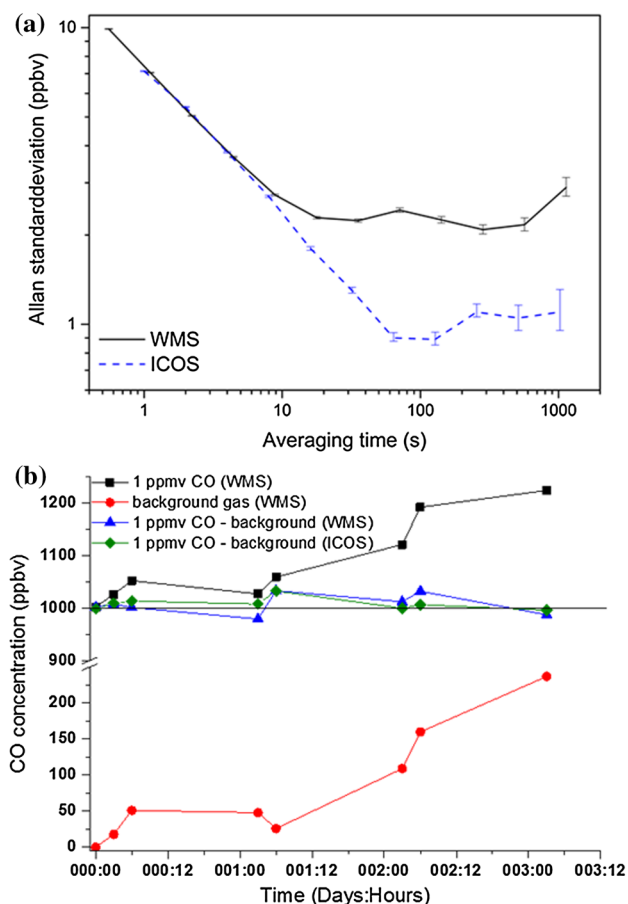 (a)
10
1
Allan standarddeviation (ppbv)
WMS
ICOS
1 10 100 1000
Averaging time (s)
(b)
1 ppmv CO (WMS)
background gas (WMS)
1 ppmv CO - background (WMS)
1 ppmv CO - background (ICOS)
1200
1100
1000
900
200
150
100
50
0
CO concentration (ppbv)
000:00 000:12 001:00 001:12 002:00 002:12 003:00 003:12
Time (Days:Hours)